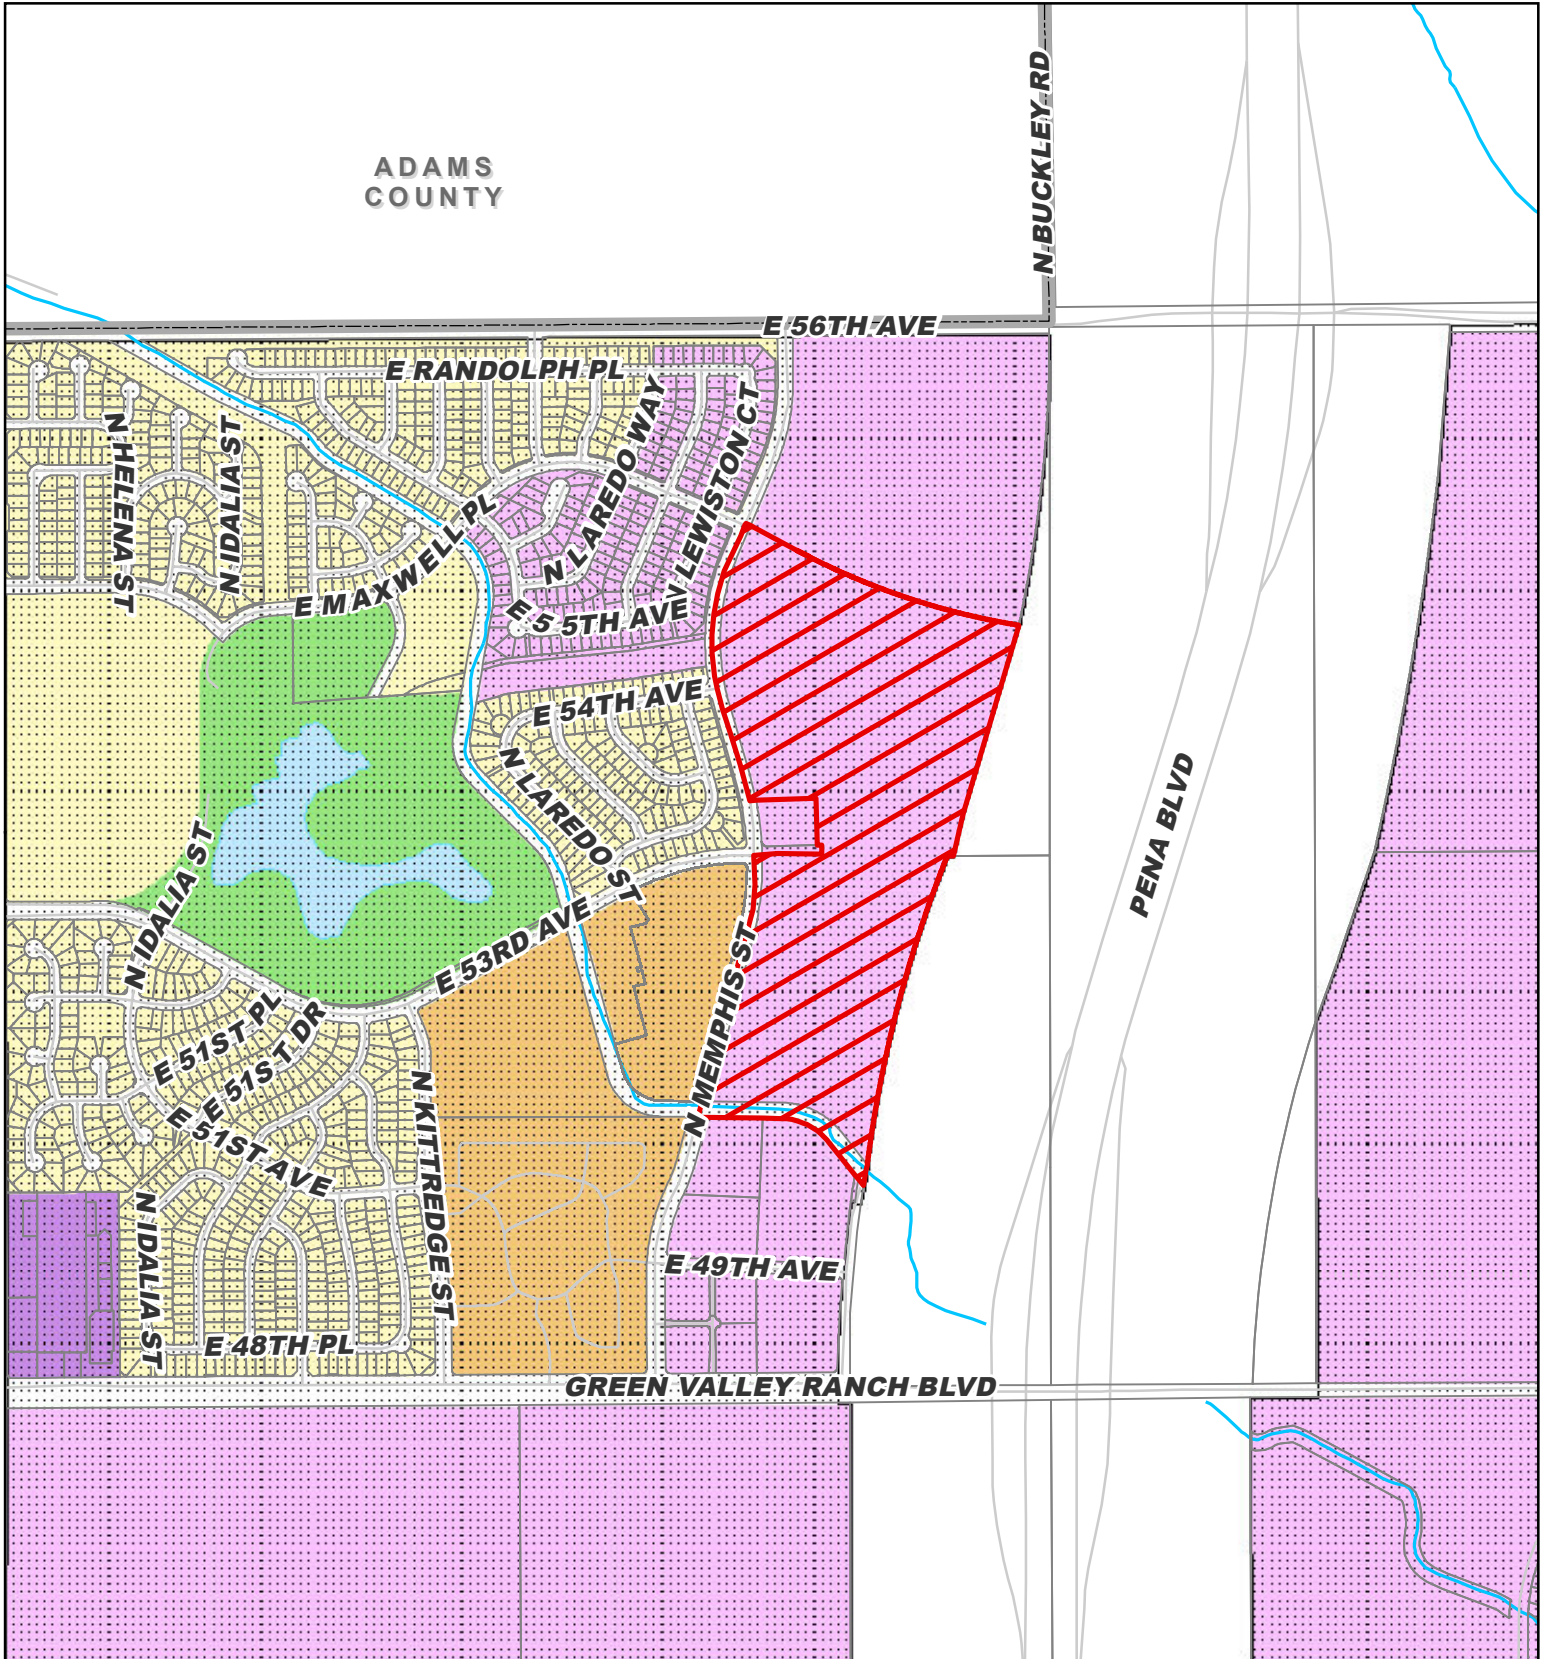 N BUCKLEY RD
ADAMS
COUNTY
E 56TH AVE
E RANDOLPH PL
N HELENA ST
N IDALIA ST
N LAREDO WAY
N LEWISTON CT
E MAXWELL PL
E 5 5TH AVE
E 54TH AVE
N LAREDO ST
PENA BLVD
N IDALIA ST
E 53RD AVE
N MEMPHIS ST
E 51ST PL
E 51ST DR
E 51ST AVE
N KITTREDGE ST
N IDALIA ST
E 49TH AVE
E 48TH PL
GREEN VALLEY RANCH BLVD